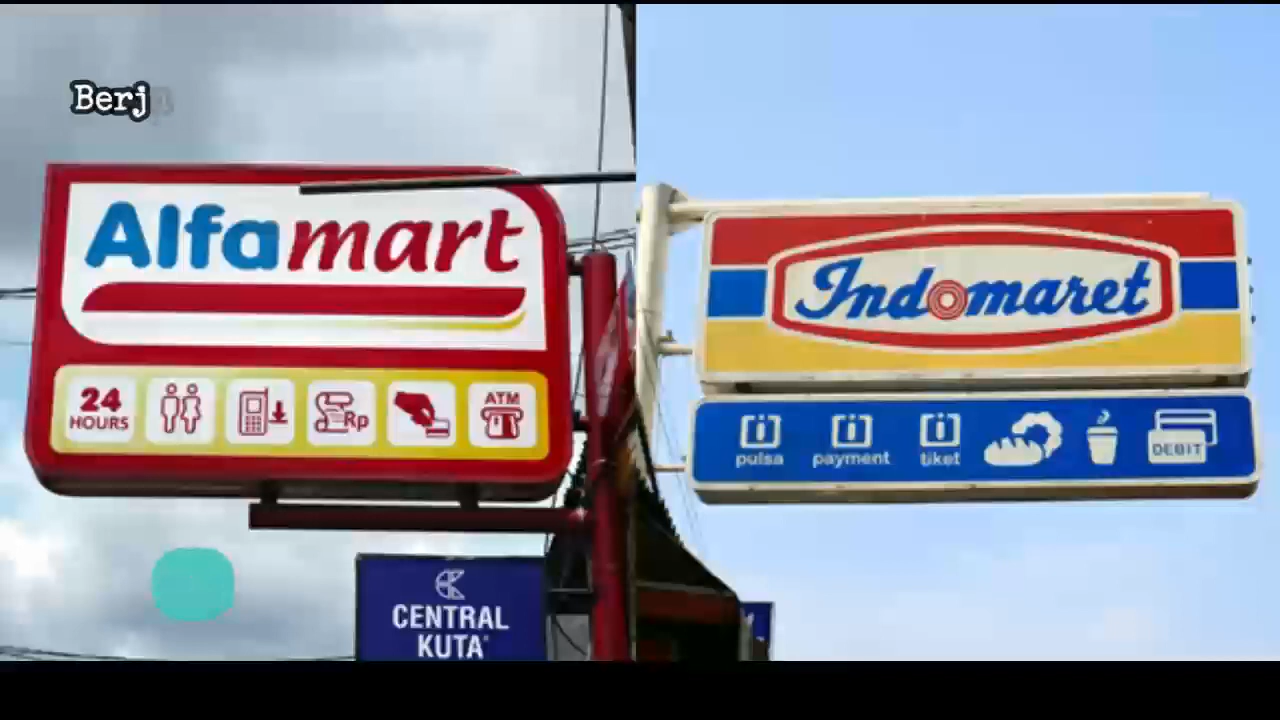 Berj
Alfamart
24
HOURS
Rp
ATM
CENTRAL
KUTA
Indomaret
pulsa
payment
tiket
DEBIT